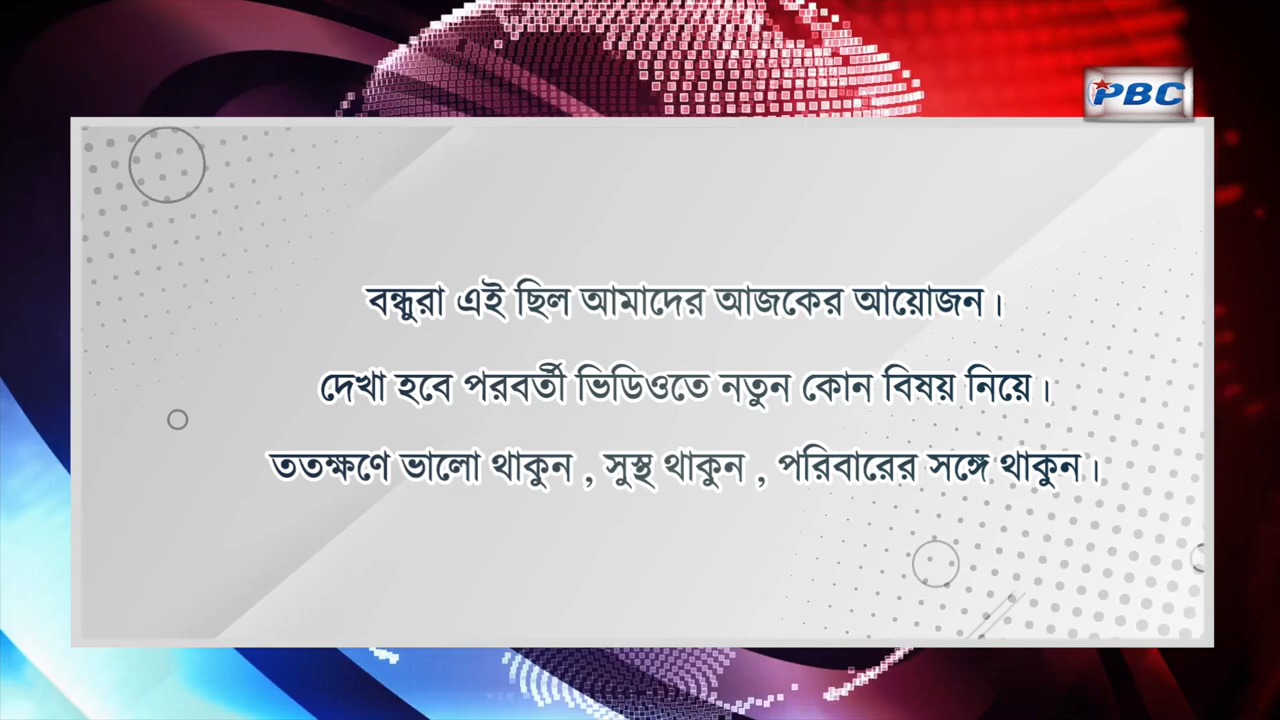 PBC
বন্ধুরা এই ছিল আমাদের আজকের আয়োজন।
দেখা হবে পরবর্তী ভিডিওতে নতুন কোন বিষয় নিয়ে।
ততক্ষণে ভালো থাকুন , সুস্থ থাকুন , পরিবারের সঙ্গে থাকুন।